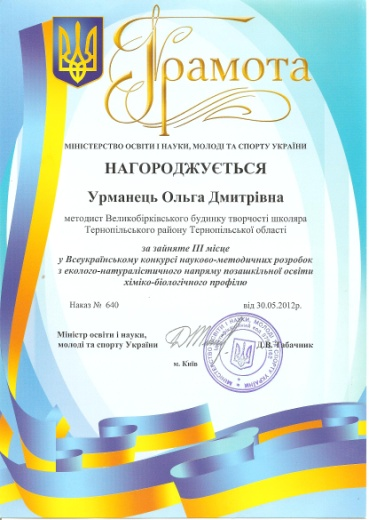 Грамота
МІНІСТЕРСТВО ОСВІТИ І НАУКИ, МОЛОДІ ТА СПОРТУ УКРАЇНИ
НАГОРОДЖУЄТЬСЯ
Урманець Ольга Дмитрівна
методист Великобірківського будинку творчості школяра
Тернопільського району Тернопільської області
за зайняте III місце
у Всеукраїнському конкурсі науково-методичних розробок
з еколого-натуралістичного напряму позашкільної освіти
хіміко-біологічного профілю
Наказ № 640 від 30.05.2012р.
Міністр освіти і науки,
молоді та спорту України Д.В. Табачник
м. Київ